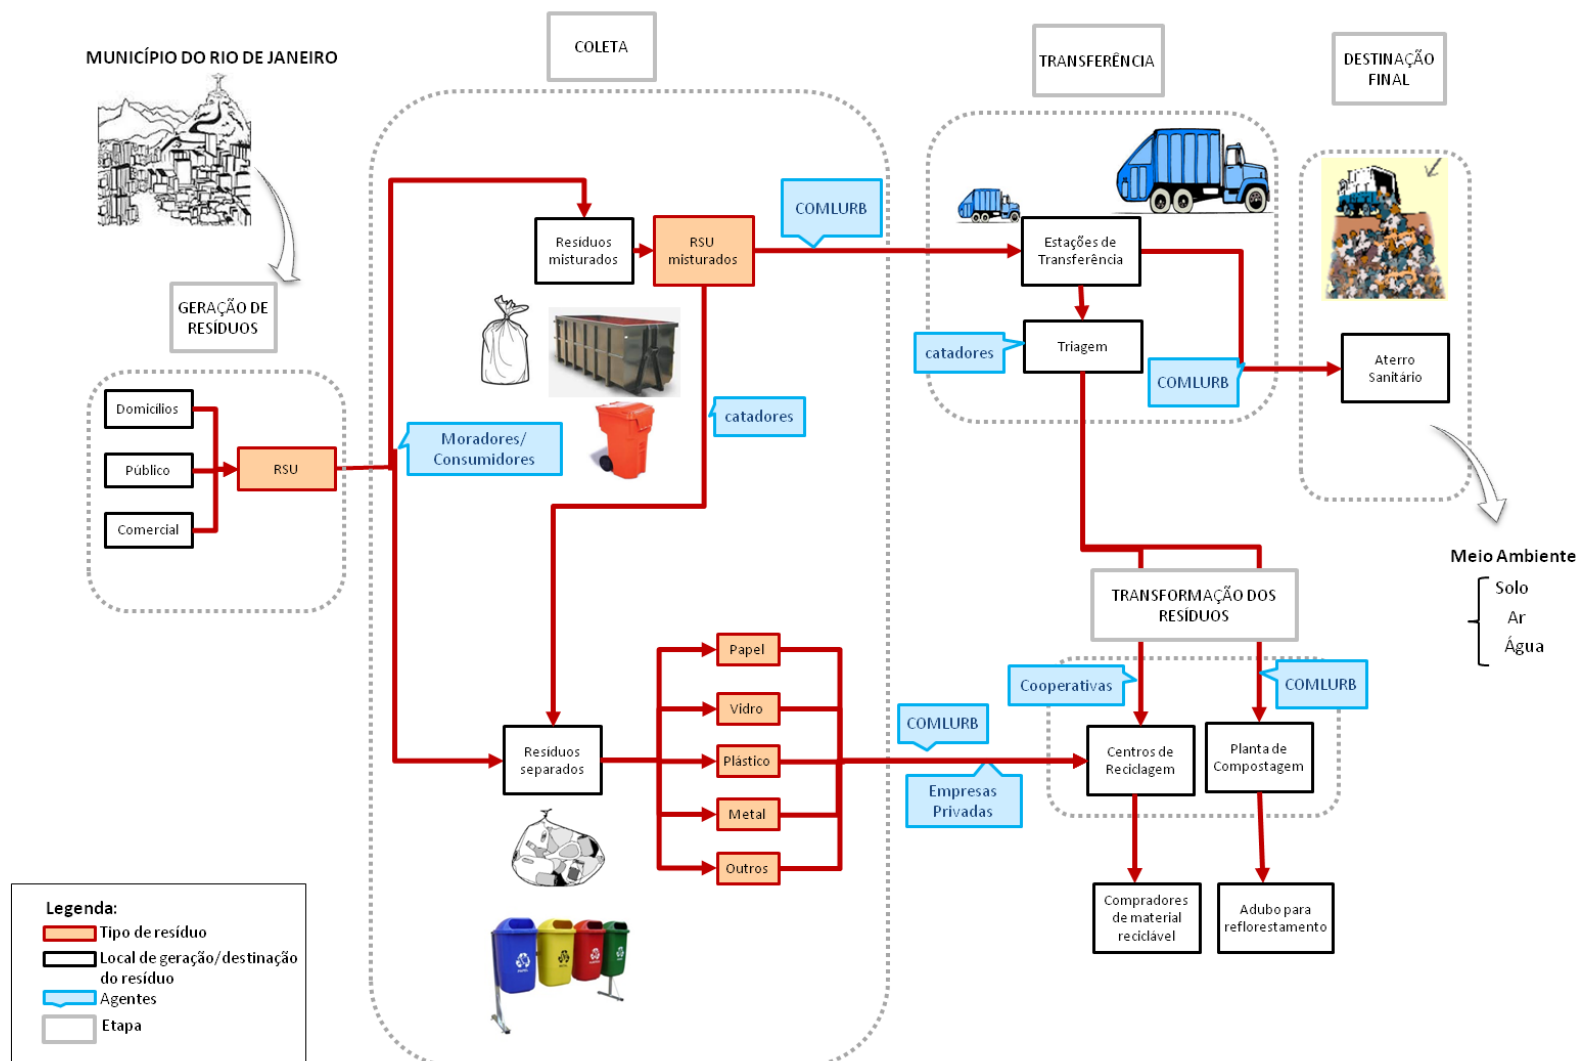 MUNICÍPIO DO RIO DE JANEIRO
COLETA
TRANSFERÊNCIA
DESTINAÇÃO
FINAL
GERAÇÃO DE
RESÍDUOS
Domicílios
Público
Comercial
RSU
Moradores/
Consumidores
Resíduos
misturados
RSU
misturados
COMLURB
catadores
Estações de
Transferência
catadores
Triagem
COMLURB
Aterro
Sanitário
Meio Ambiente
Solo
Ar
Água
TRANSFORMAÇÃO DOS
RESÍDUOS
Resíduos
separados
Papel
Vidro
Plástico
Metal
Outros
COMLURB
Empresas
Privadas
Cooperativas
COMLURB
Centros de
Reciclagem
Planta de
Compostagem
Compradores
de material
reciclável
Adubo para
reflorestamento
Legenda:
Tipo de resíduo
Local de geração/destinação
do resíduo
Agentes
Etapa